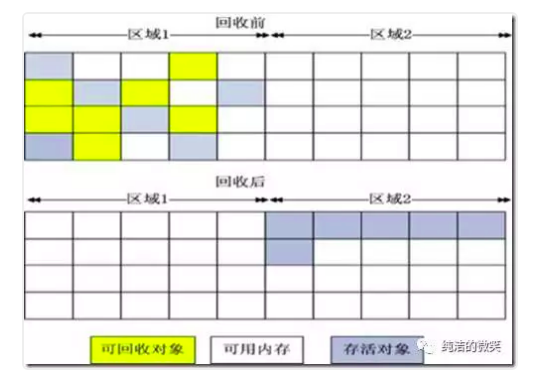 回收前
区域1 区域2
回收后
区域1 区域2
可回收对象 可用内存 存活对象
纯洁的微笑